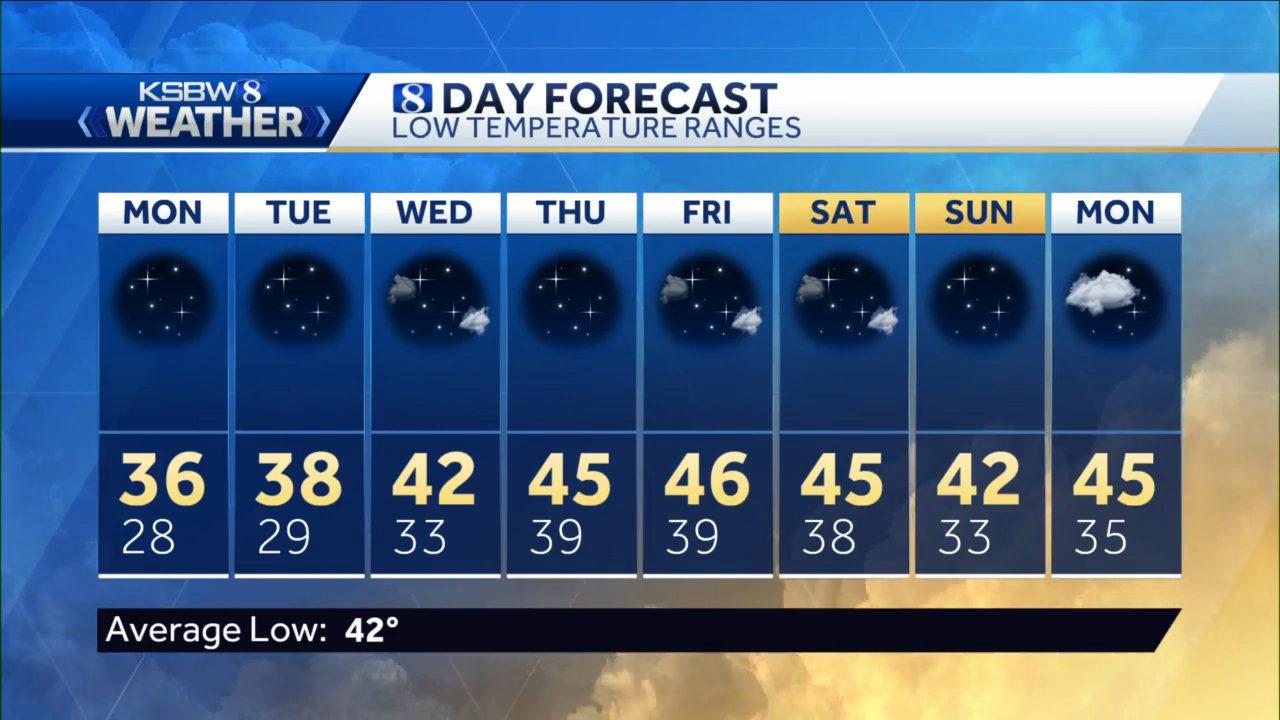 KSBW 8
WEATHER
8 DAY FORECAST
LOW TEMPERATURE RANGES
MON TUE WED THU FRI SAT SUN MON
36 38 42 45 46 45 42 45
28 29 33 39 39 38 33 35
Average Low: 42°